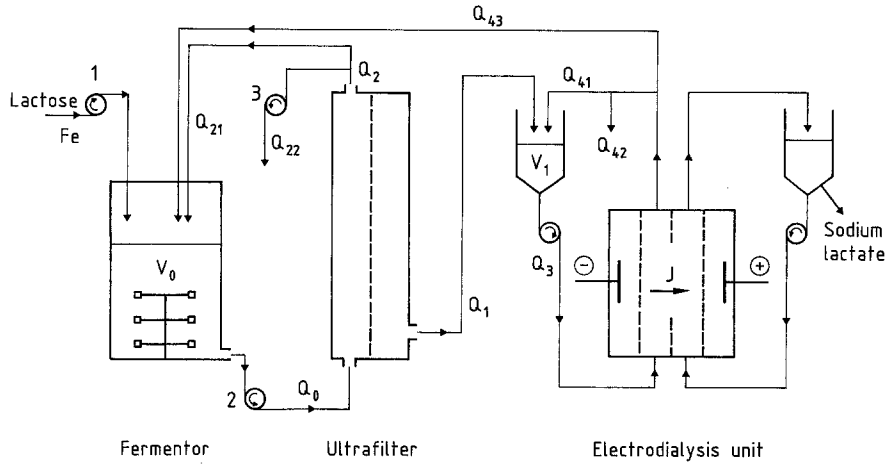 Q43
1
Lactose
Fe
Q21
3
Q2
Q22
Q41
Q42
V1
V0
Q1
Q3
⊖
J
⊕
Sodium
lactate
2
Q0
Fermentor
Ultrafilter
Electrodialysis unit